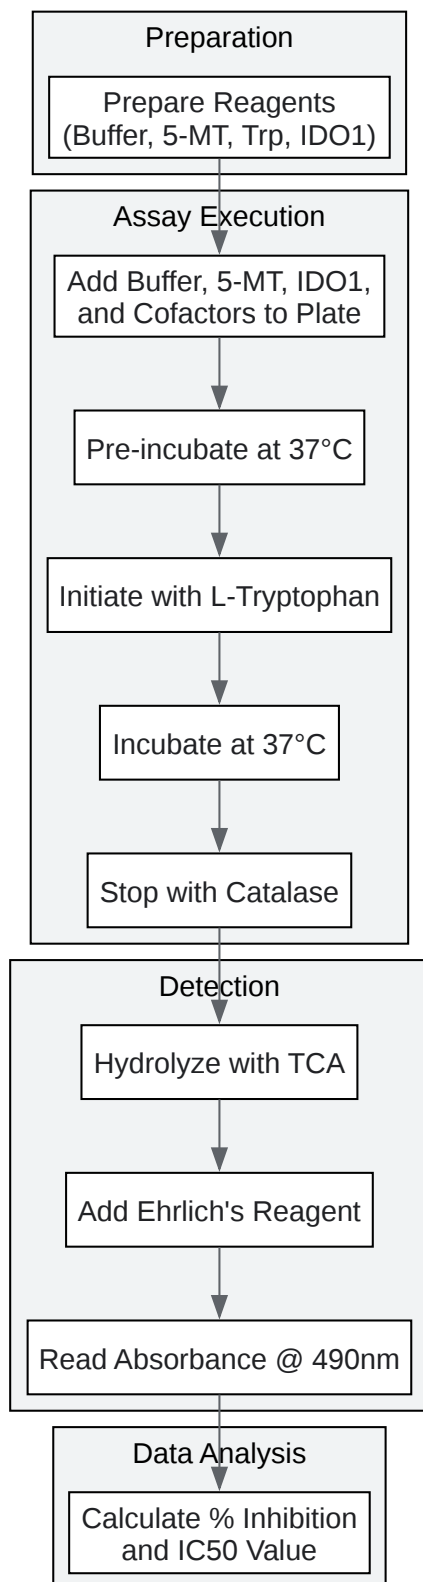 Preparation
Prepare Reagents
(Buffer, 5-MT, Trp, IDO1)
Assay Execution
Add Buffer, 5-MT, IDO1,
and Cofactors to Plate
Pre-incubate at 37°C
Initiate with L-Tryptophan
Incubate at 37°C
Stop with Catalase
Detection
Hydrolyze with TCA
Add Ehrlich's Reagent
Read Absorbance @ 490nm
Data Analysis
Calculate % Inhibition
and IC50 Value